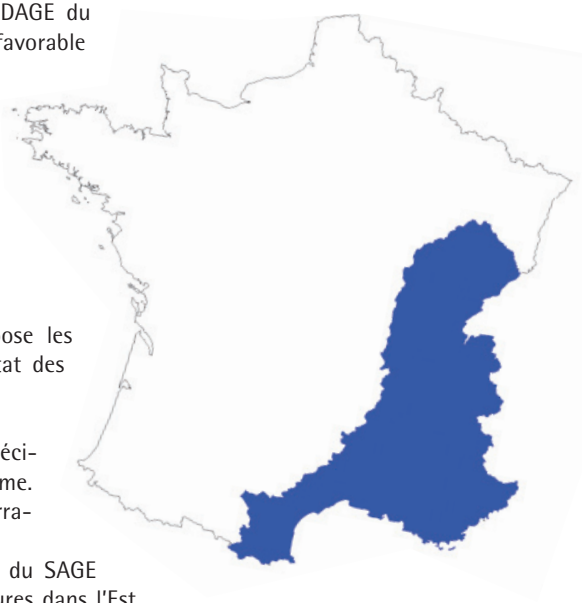 DAGE du
favorable
ose les
tat des
éci-
me.
rra-
du SAGE
ures dans l'Est